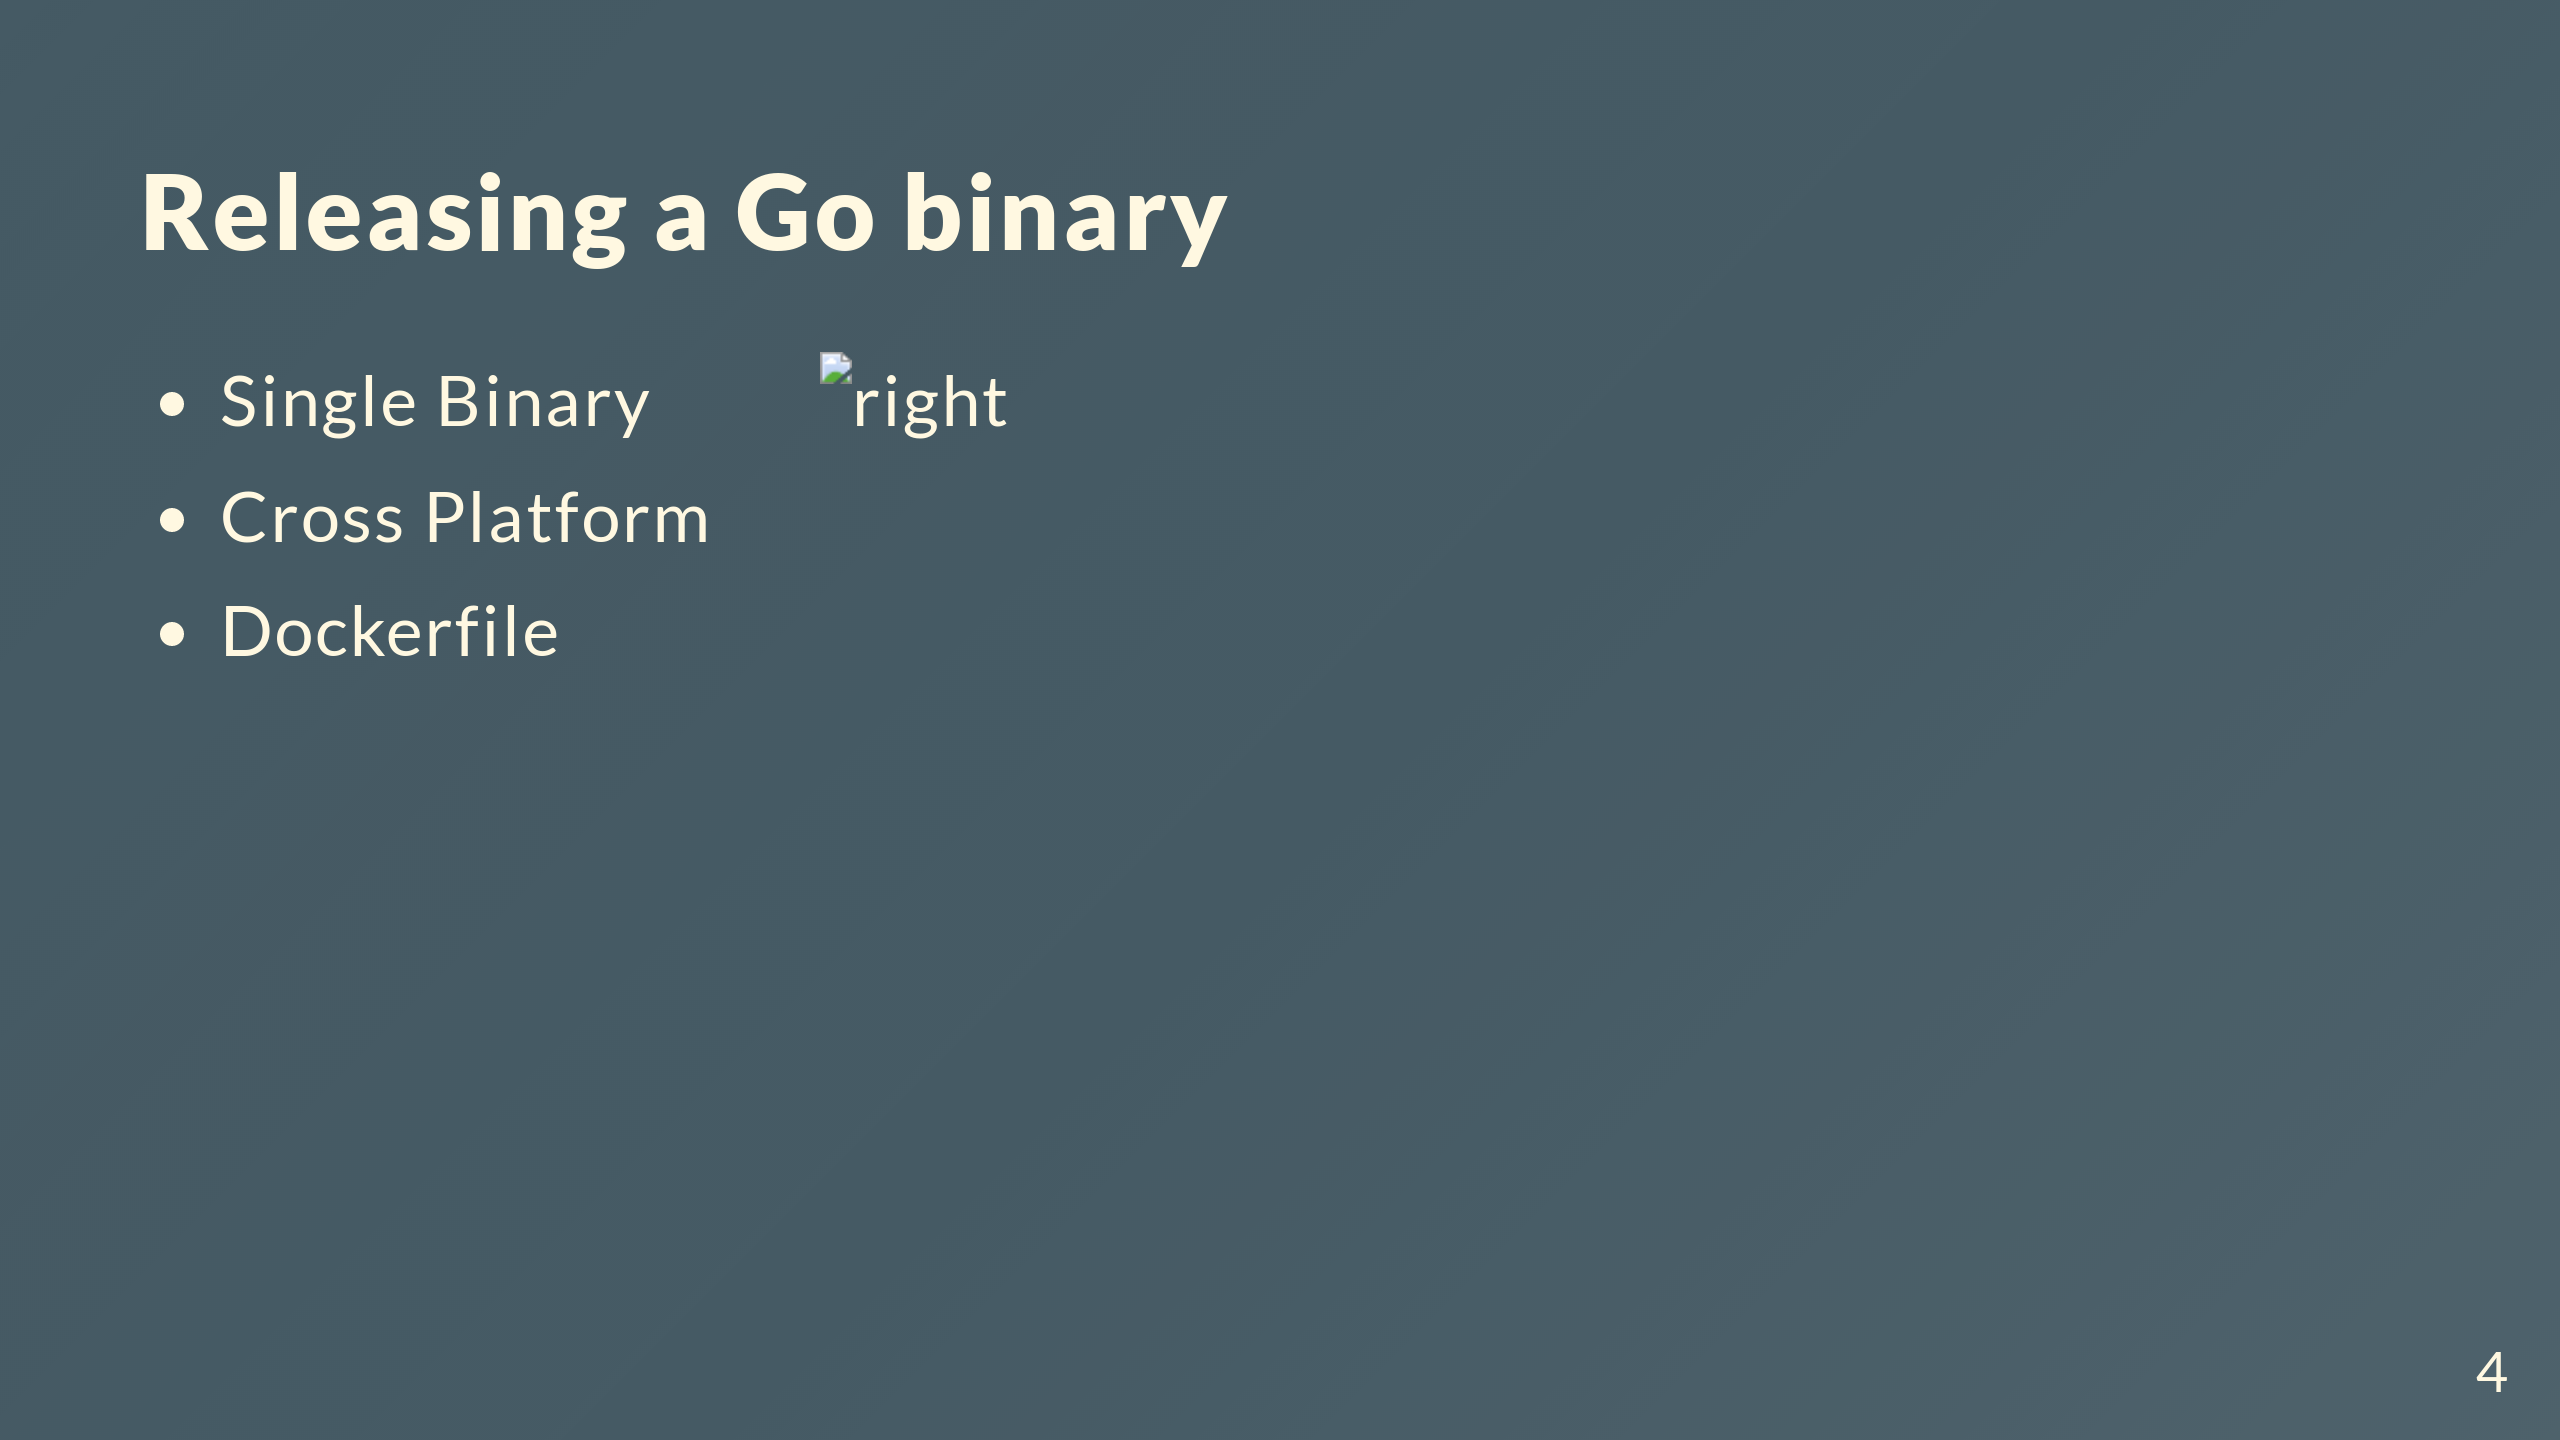 Releasing a Go binary
• Single Binary
right
• Cross Platform
• Dockerfile
4